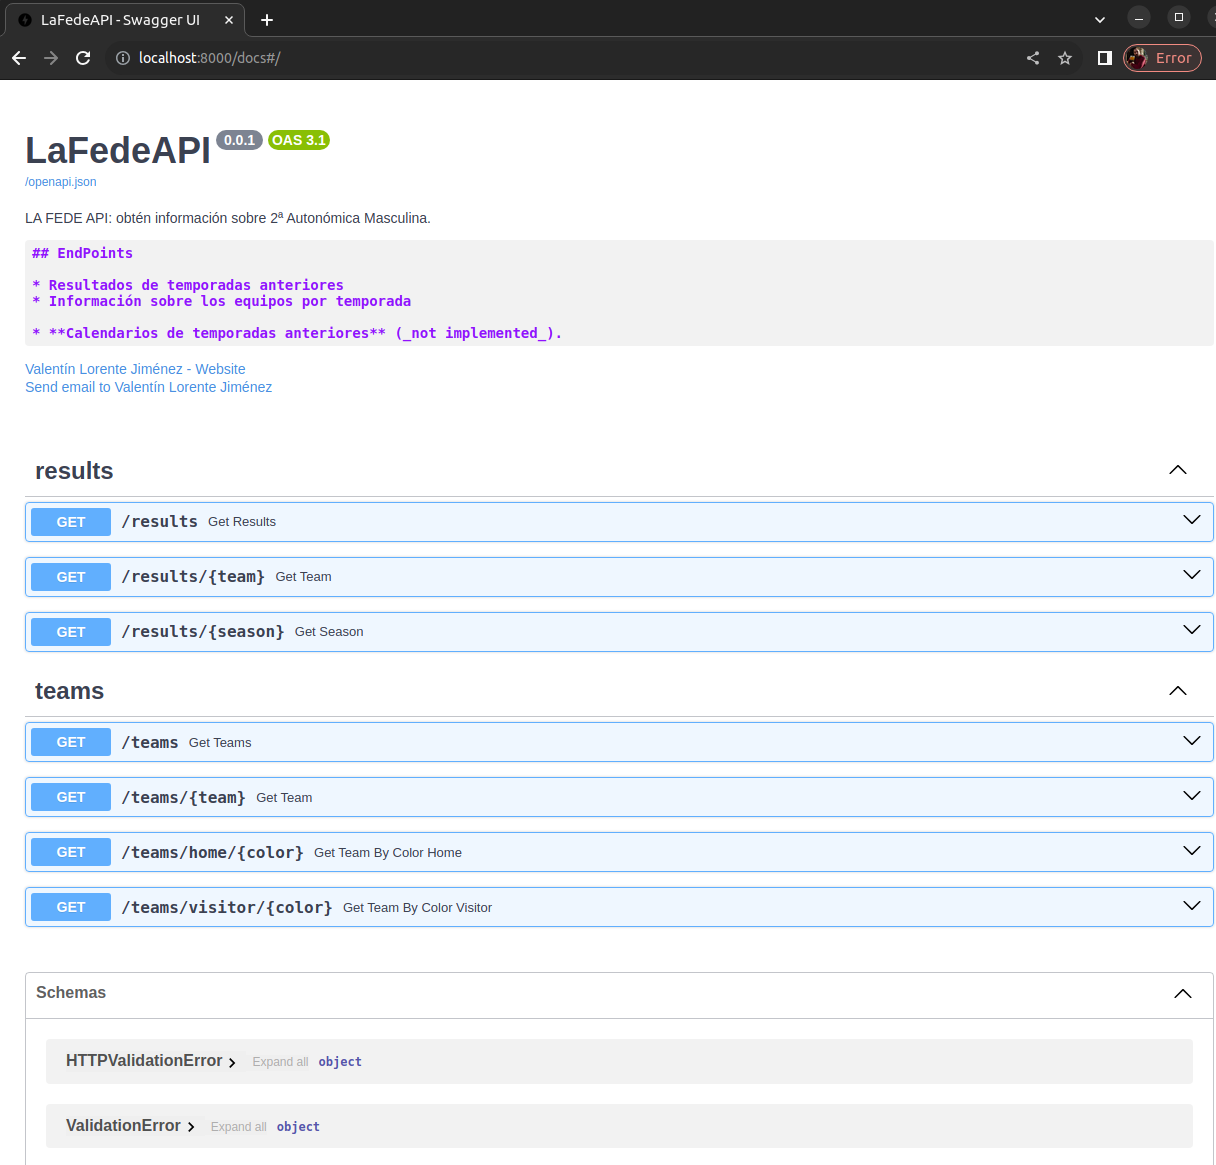 LaFedeAPI - Swagger UI
localhost:8000/docs#/
Error
LaFedeAPI 0.0.1 OAS 3.1
/openapi.json
LA FEDE API: obtén información sobre 2ª Autonómica Masculina.
## EndPoints
* Resultados de temporadas anteriores
* Información sobre los equipos por temporada
* **Calendarios de temporadas anteriores** (_not implemented_).
Valentín Lorente Jiménez - Website
Send email to Valentín Lorente Jiménez
results
GET /results Get Results
GET /results/{team} Get Team
GET /results/{season} Get Season
teams
GET /teams Get Teams
GET /teams/{team} Get Team
GET /teams/home/{color} Get Team By Color Home
GET /teams/visitor/{color} Get Team By Color Visitor
Schemas
HTTPValidationError Expand all object
ValidationError Expand all object